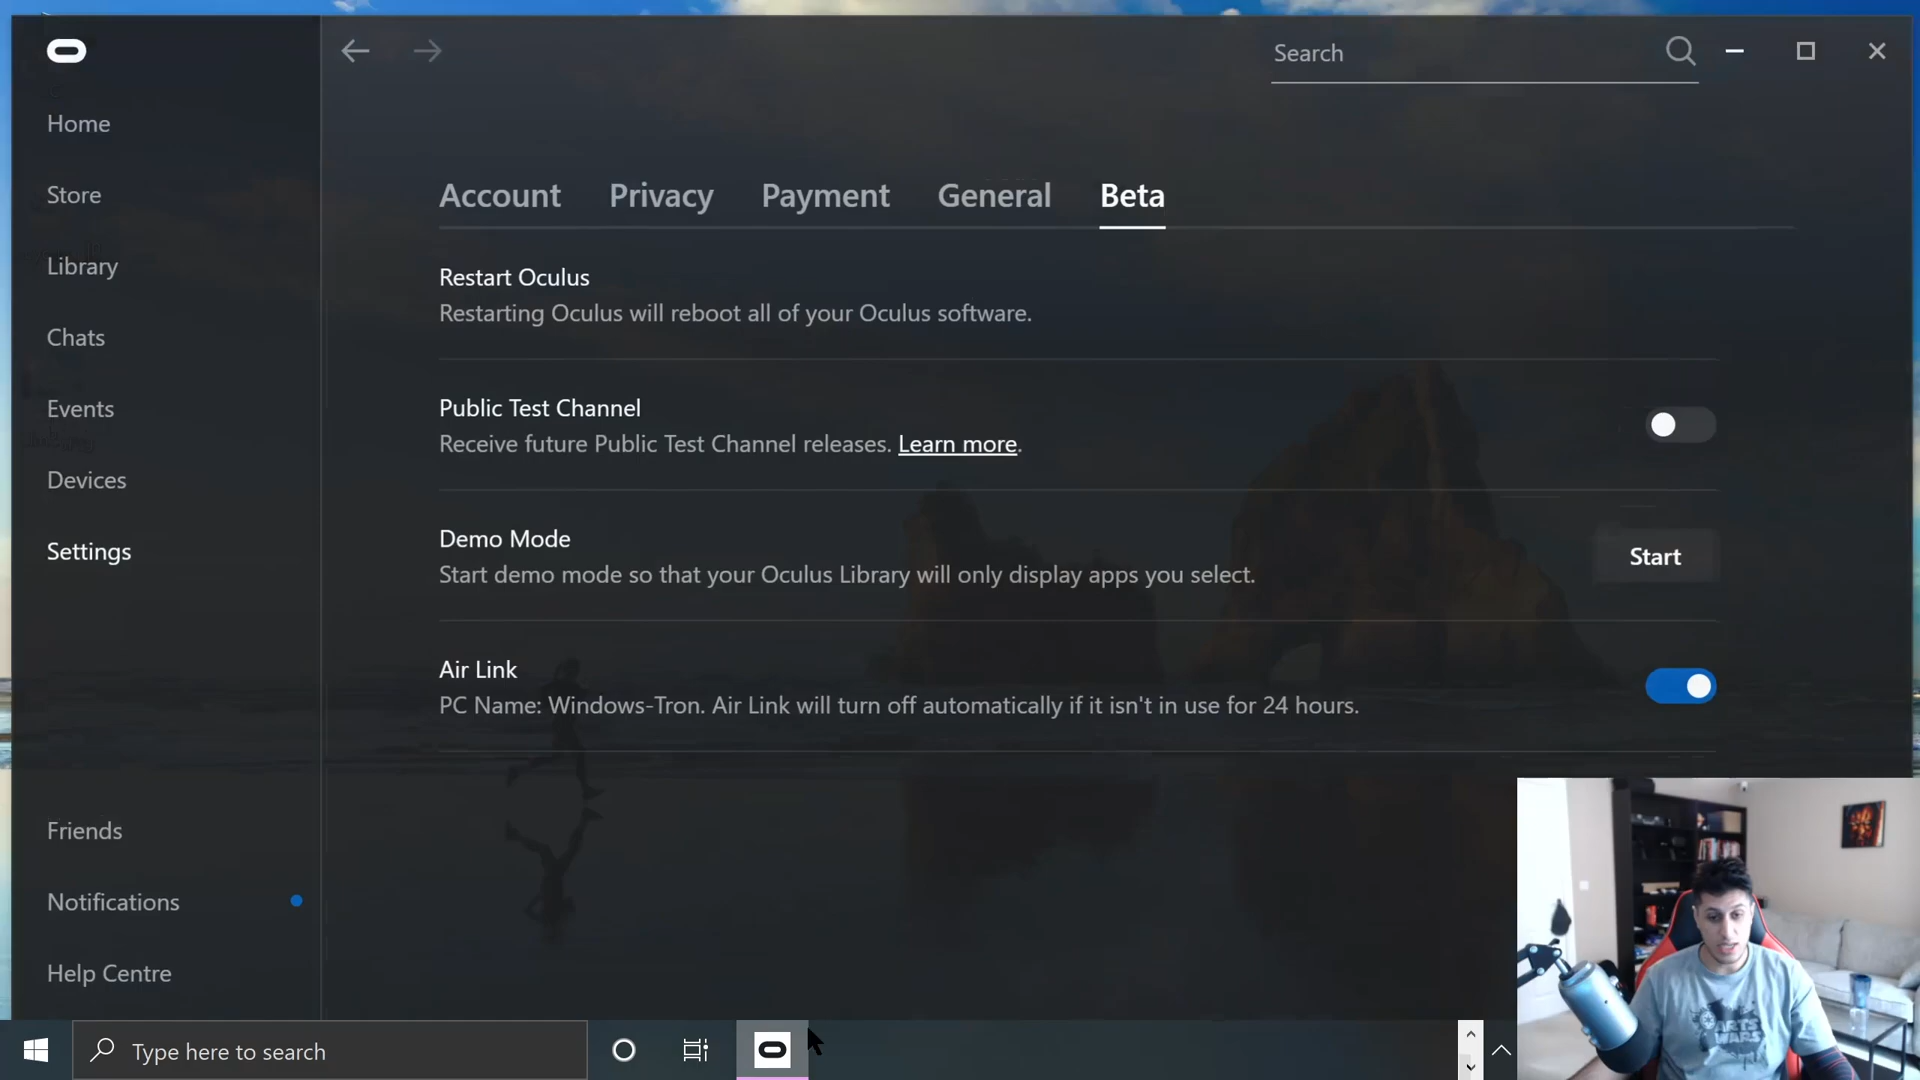 Search
Home
Store
Library
Chats
Events
Devices
Settings
Friends
Notifications
Help Centre
Account Privacy Payment General Beta
Restart Oculus
Restarting Oculus will reboot all of your Oculus software.
Public Test Channel
Receive future Public Test Channel releases. Learn more.
Demo Mode
Start demo mode so that your Oculus Library will only display apps you select.
Start
Air Link
PC Name: Windows-Tron. Air Link will turn off automatically if it isn't in use for 24 hours.
Type here to search